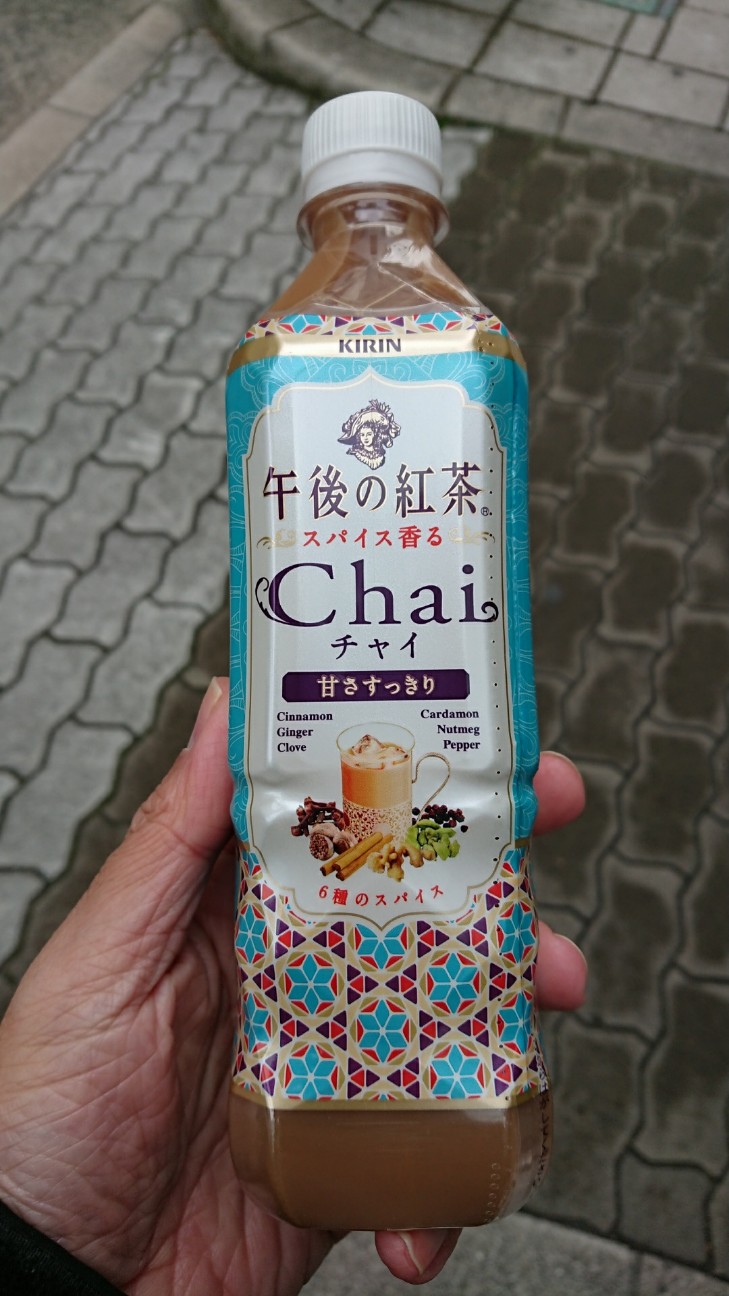 KIRIN
午後の紅茶®
スパイス香る
Chai
チャイ
甘さすっきり
Cinnamon
Ginger
Clove
Cardamon
Nutmeg
Pepper
6種のスパイス